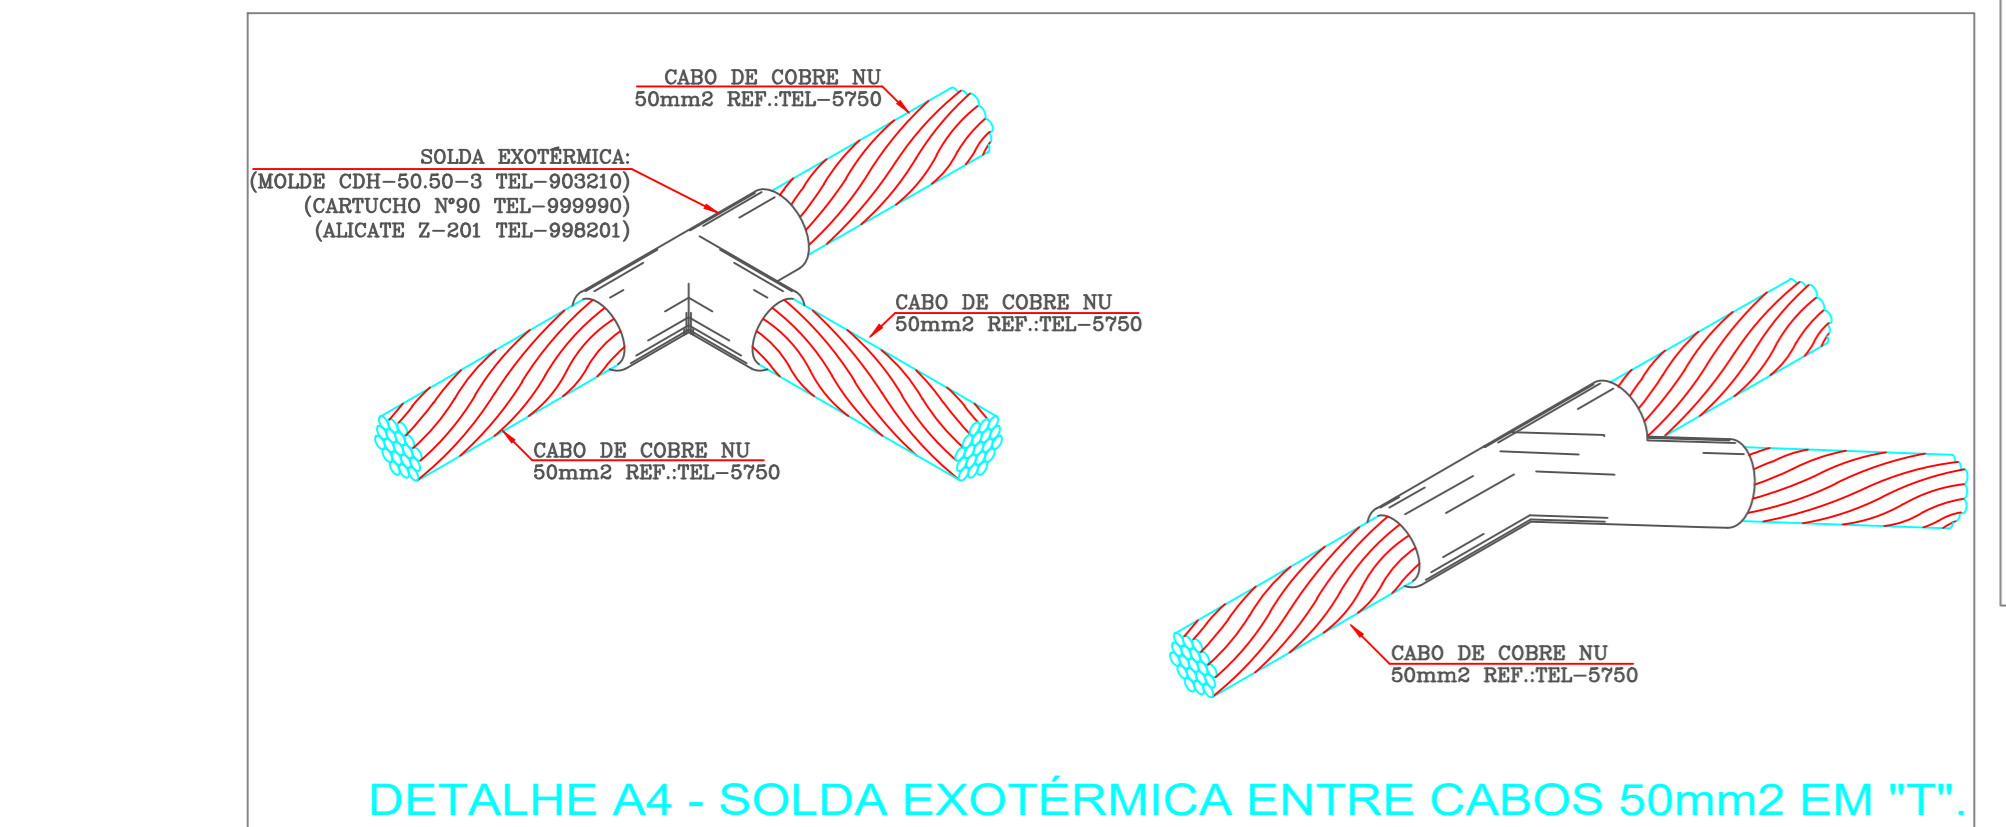 CABO DE COBRE NU
50mm2 REF.:TEL-5750
SOLDA EXOTÉRMICA:
(MOLDE CDH-50.50-3 TEL-903210)
(CARTUCHO N°90 TEL-999990)
(ALICATE Z-201 TEL-998201)
CABO DE COBRE NU
50mm2 REF.:TEL-5750
CABO DE COBRE NU
50mm2 REF.:TEL-5750
CABO DE COBRE NU
50mm2 REF.:TEL-5750
DETALHE A4 - SOLDA EXOTÉRMICA ENTRE CABOS 50mm2 EM "T".